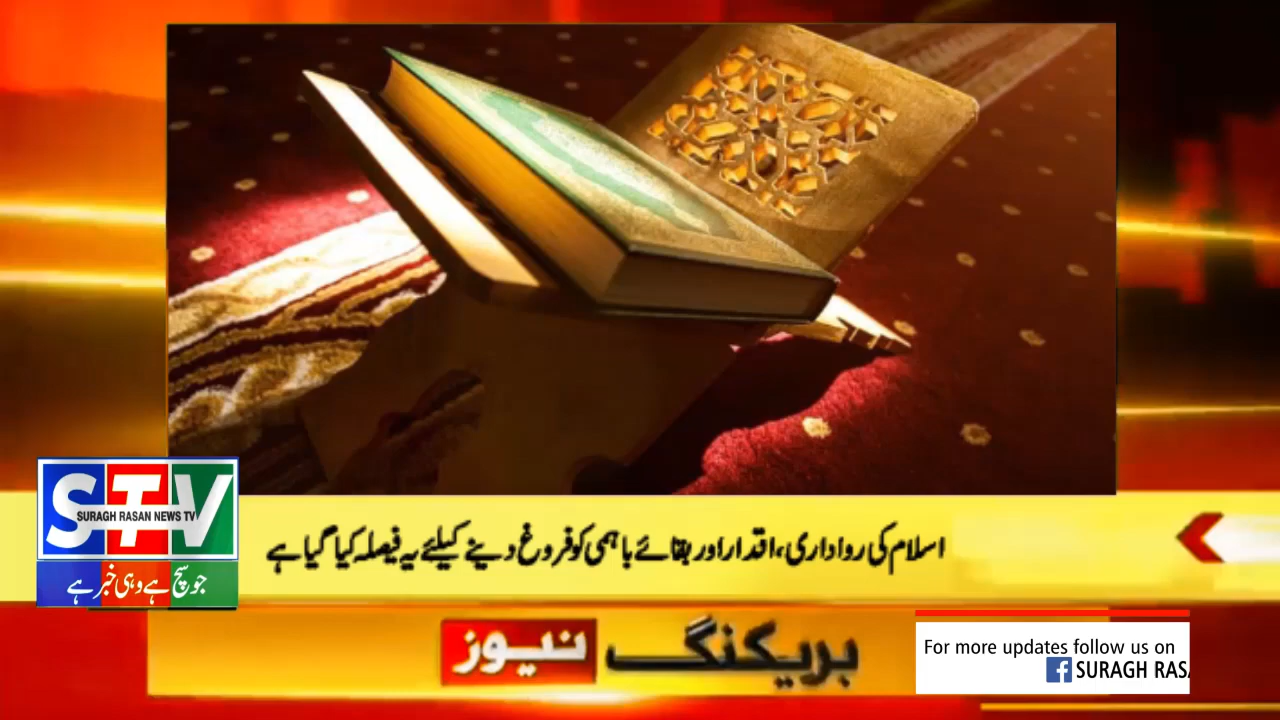 STV
SURAGH RASAN NEWS TV
جو سچ ہے وہی خبر ہے
اسلام کی رواداری، اقدار اور بقائے باہمی کو فروغ دینے کیلئے یہ فیصلہ کیا گیا ہے
بریکنگ نیوز
For more updates follow us on
SURAGH RASA